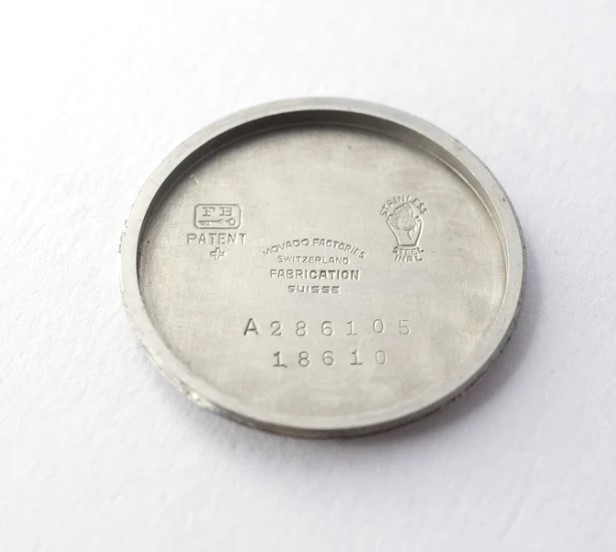 FB
PATENT
+
MOVADO FACTORIES
SWITZERLAND
FABRICATION
SUISSE
STAINLESS
STEEL
A286105
18610